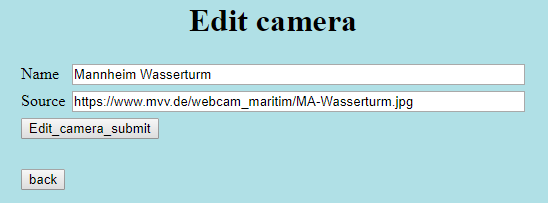 Edit camera
Name Mannheim Wasserturm
Source https://www.mvv.de/webcam_maritim/MA-Wasserturm.jpg
Edit_camera_submit
back